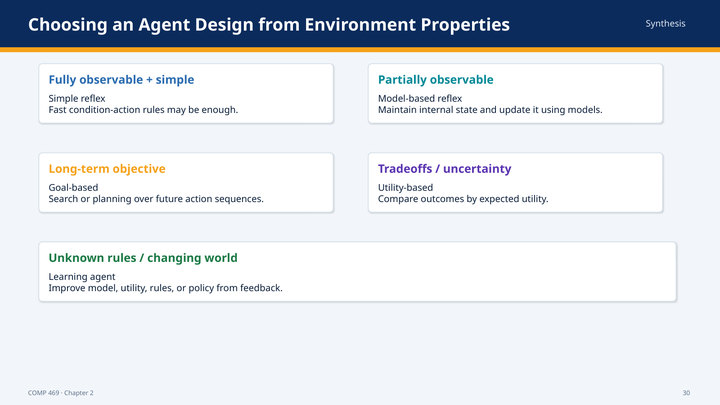 Choosing an Agent Design from Environment Properties
Synthesis
Fully observable + simple
Simple reflex
Fast condition-action rules may be enough.
Partially observable
Model-based reflex
Maintain internal state and update it using models.
Long-term objective
Goal-based
Search or planning over future action sequences.
Tradeoffs / uncertainty
Utility-based
Compare outcomes by expected utility.
Unknown rules / changing world
Learning agent
Improve model, utility, rules, or policy from feedback.
COMP 469 · Chapter 2
30